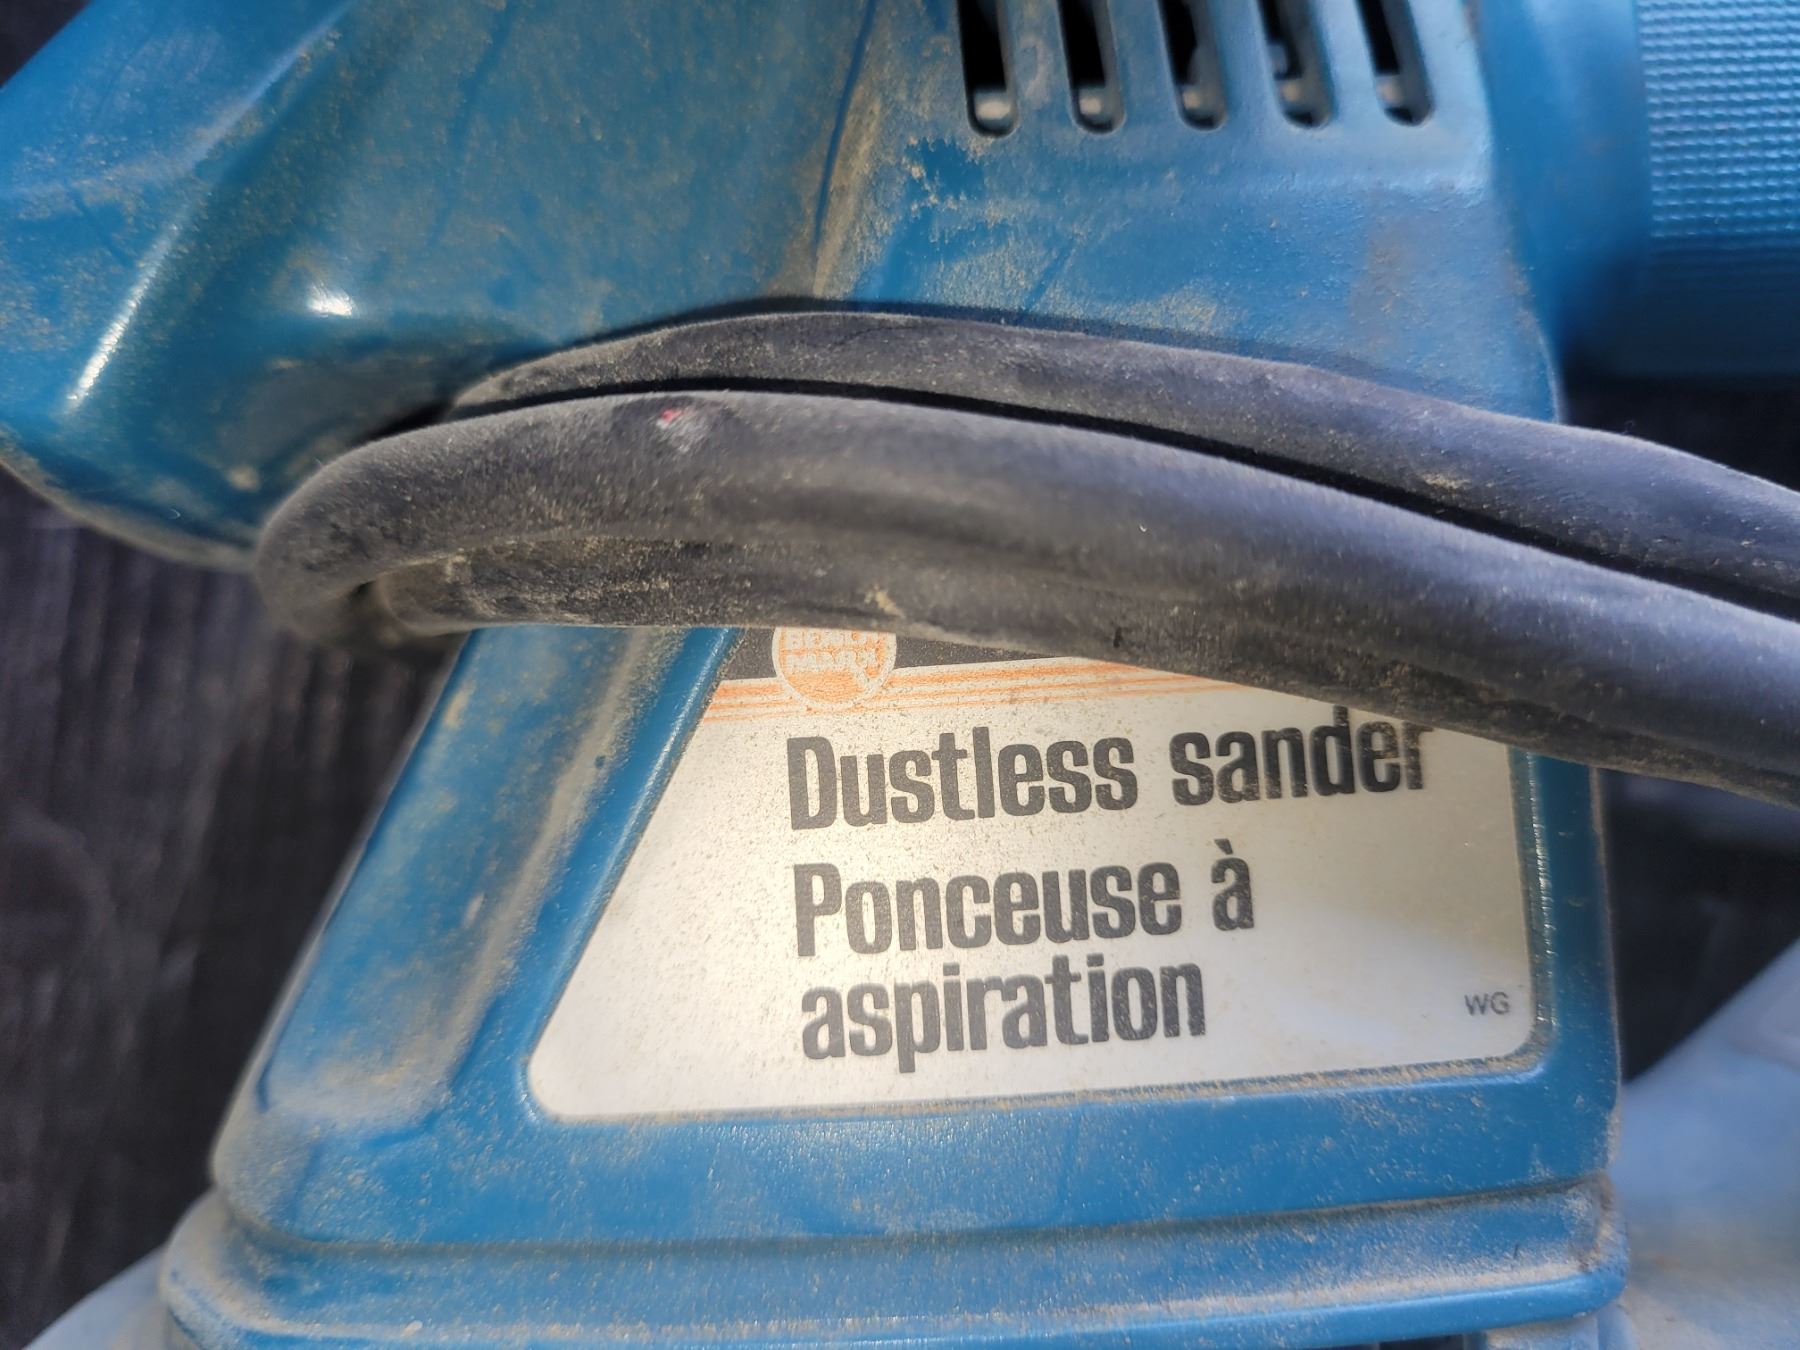 Dustless sander
Ponceuse à
aspiration
WG